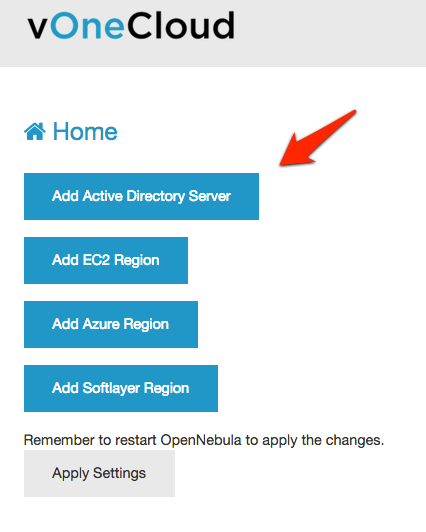 vOneCloud
Home
Add Active Directory Server
Add EC2 Region
Add Azure Region
Add Softlayer Region
Remember to restart OpenNebula to apply the changes.
Apply Settings